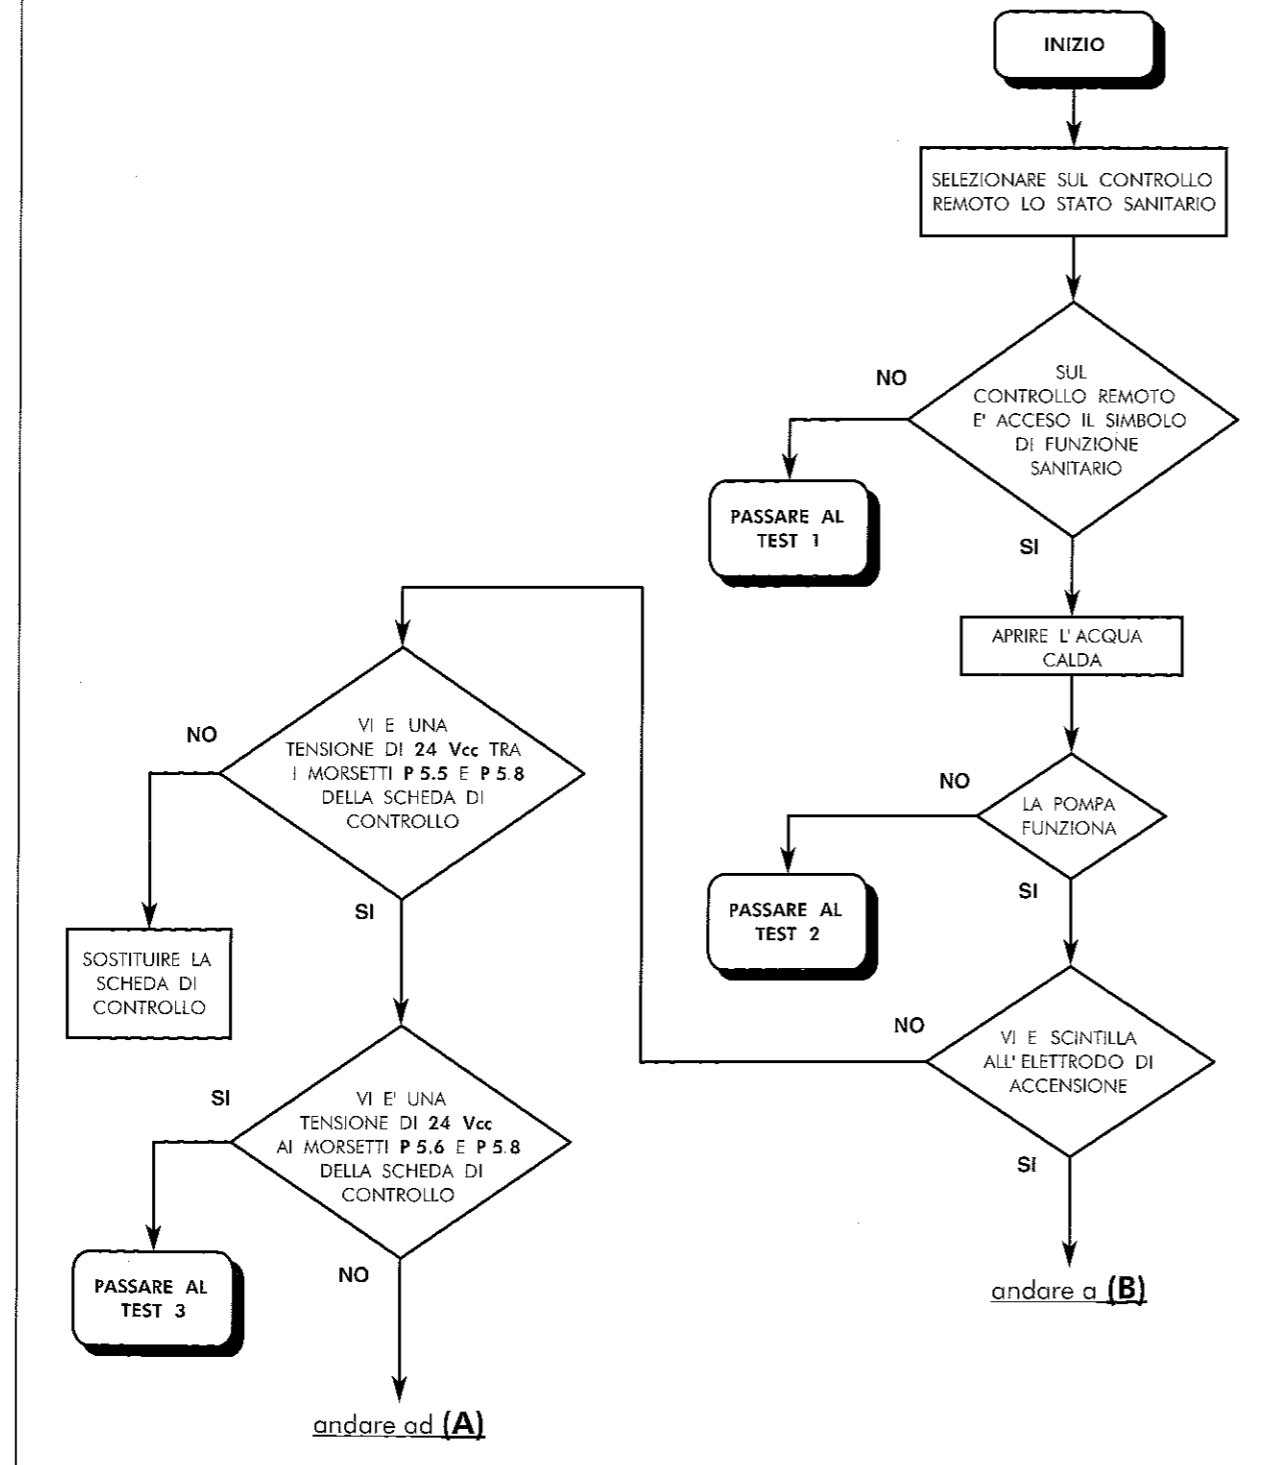 INIZIO
SELEZIONARE SUL CONTROLLO
REMOTO LO STATO SANITARIO
NO
SUL
CONTROLLO REMOTO
E' ACCESO IL SIMBOLO
DI FUNZIONE
SANITARIO
PASSARE AL
TEST 1
SI
APRIRE L'ACQUA
CALDA
NO
LA POMPA
FUNZIONA
PASSARE AL
TEST 2
SI
NO
VI E SCINTILLA
ALL'ELETTRODO DI
ACCENSIONE
SI
andare a (B)
NO
VI E UNA
TENSIONE DI 24 Vcc TRA
I MORSETTI P 5.5 E P 5.8
DELLA SCHEDA DI
CONTROLLO
SOSTITUIRE LA
SCHEDA DI
CONTROLLO
SI
SI
VI E' UNA
TENSIONE DI 24 Vcc
AI MORSETTI P 5.6 E P 5.8
DELLA SCHEDA DI
CONTROLLO
PASSARE AL
TEST 3
NO
andare ad (A)